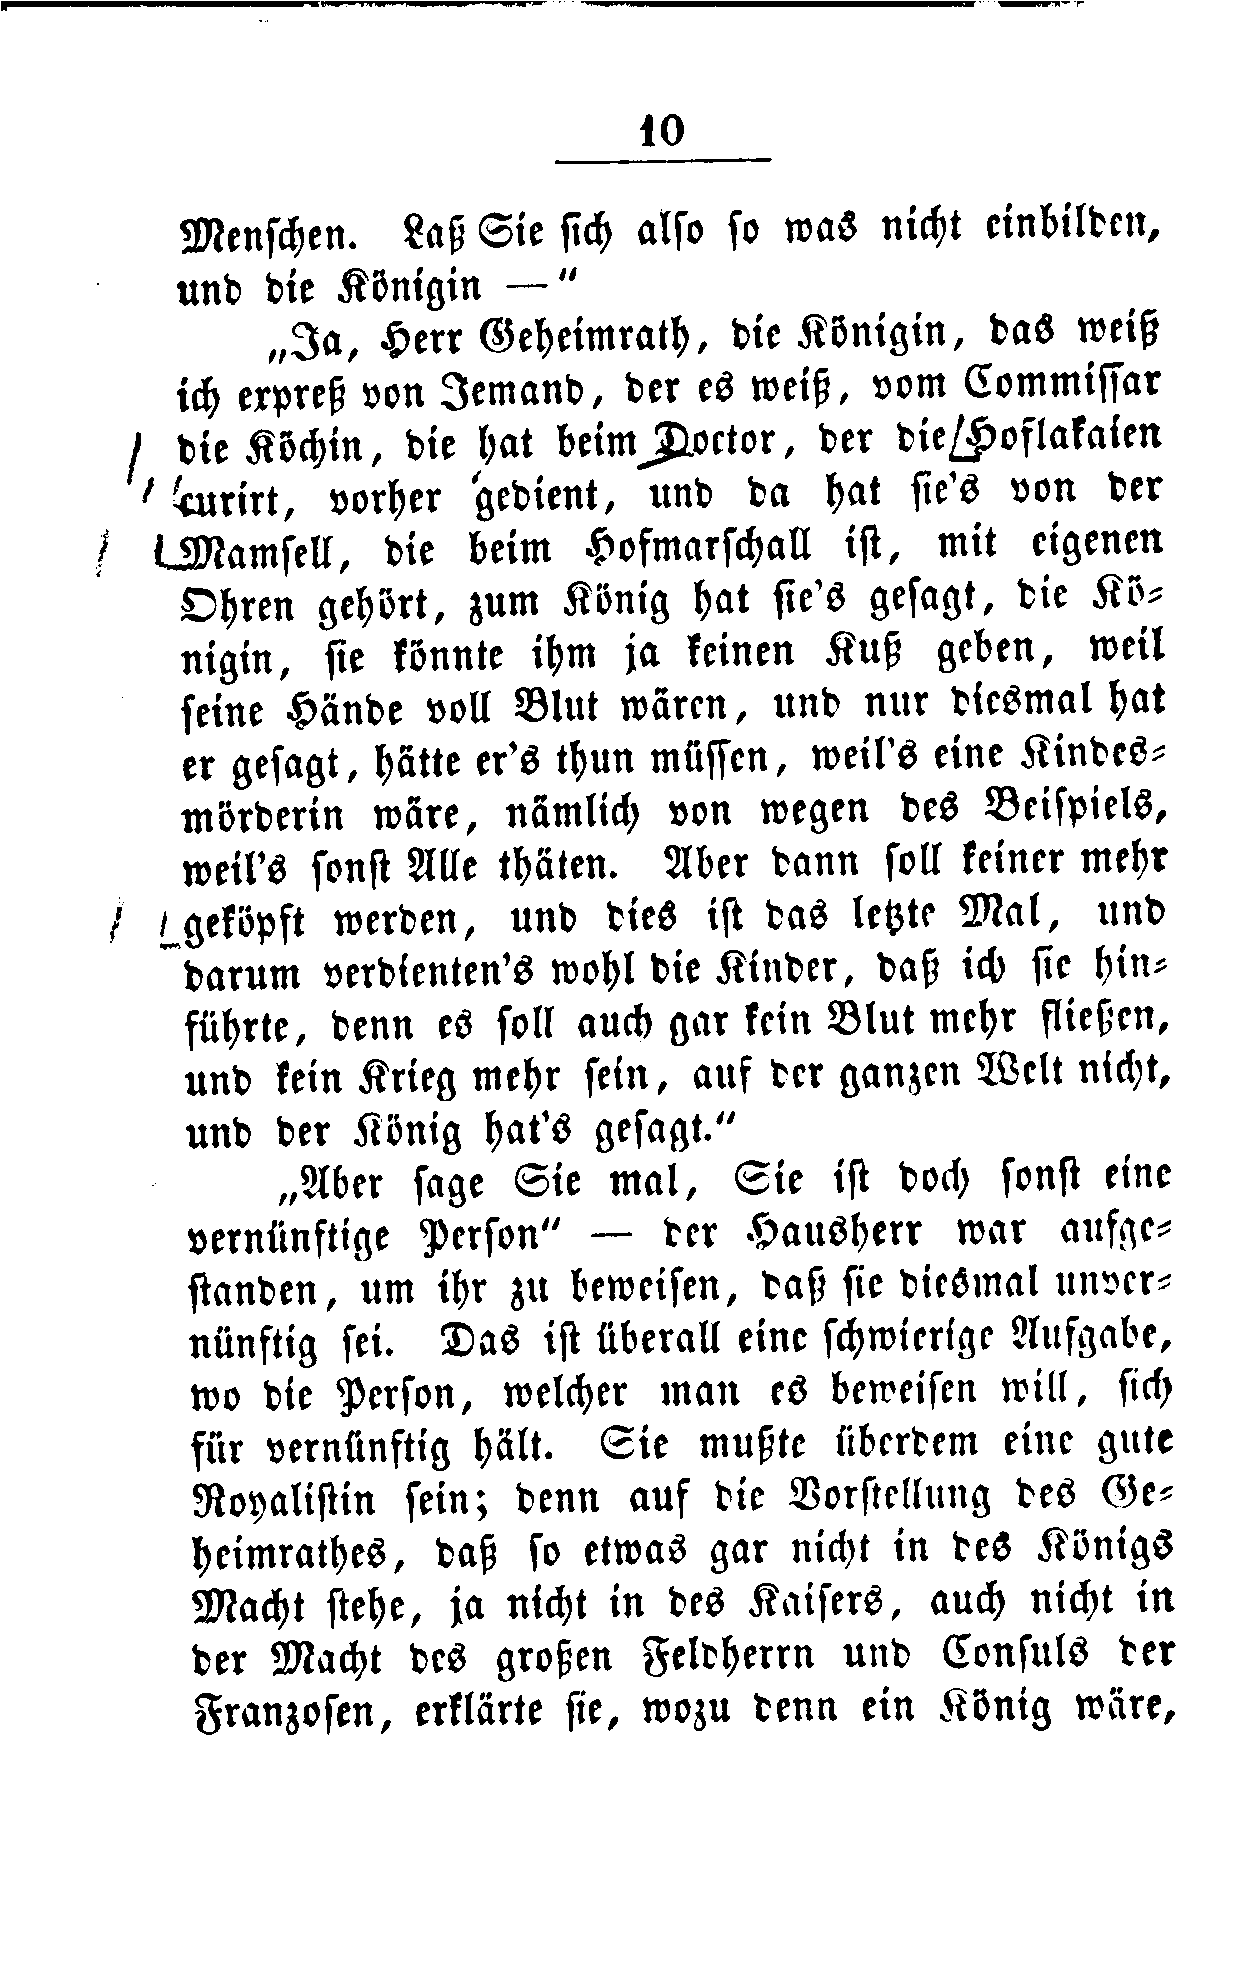 10
Menschen. Laß Sie sich also so was nicht einbilden,
und die Königin —“
„Ja, Herr Geheimrath, die Königin, das weiß
ich expreß von Jemand, der es weiß, vom Commissar
die Köchin, die hat beim Doctor, der die Hoflakaien
curirt, vorher gedient, und da hat sie's von der
Mamsell, die beim Hofmarschall ist, mit eigenen
Ohren gehört, zum König hat sie's gesagt, die Kö-
nigin, sie könnte ihm ja keinen Kuß geben, weil
seine Hände voll Blut wären, und nur diesmal hat
er gesagt, hätte er's thun müssen, weil's eine Kindes-
mörderin wäre, nämlich von wegen des Beispiels,
weil's sonst Alle thäten. Aber dann soll keiner mehr
geköpft werden, und dies ist das letzte Mal, und
darum verdienten's wohl die Kinder, daß ich sie hin-
führte, denn es soll auch gar kein Blut mehr fließen,
und kein Krieg mehr sein, auf der ganzen Welt nicht,
und der König hat's gesagt.“
„Aber sage Sie mal, Sie ist doch sonst eine
vernünftige Person“ — der Hausherr war aufge-
standen, um ihr zu beweisen, daß sie diesmal unver-
nünftig sei. Das ist überall eine schwierige Aufgabe,
wo die Person, welcher man es beweisen will, sich
für vernünftig hält. Sie mußte überdem eine gute
Royalistin sein; denn auf die Vorstellung des Ge-
heimrathes, daß so etwas gar nicht in des Königs
Macht stehe, ja nicht in des Kaisers, auch nicht in
der Macht des großen Feldherrn und Consuls der
Franzosen, erklärte sie, wozu denn ein König wäre,